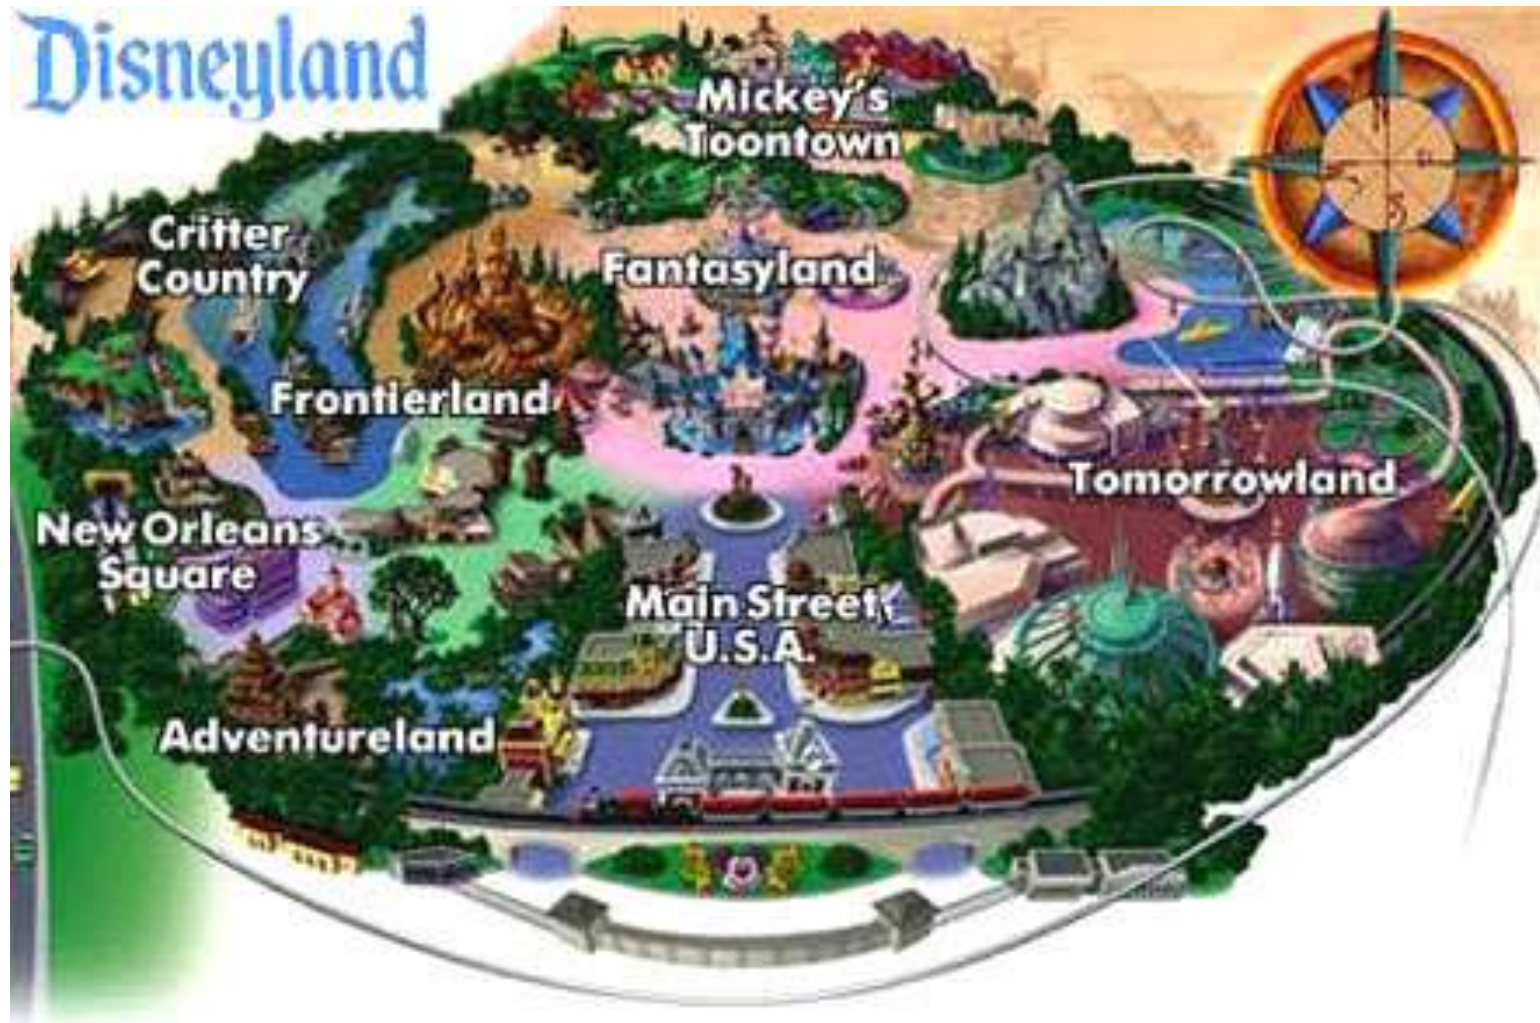 Disneyland
Mickey's
Toontown
Critter
Country
Fantasyland
Frontierland
Tomorrowland
New Orleans
Square
Main Street,
U.S.A.
Adventureland